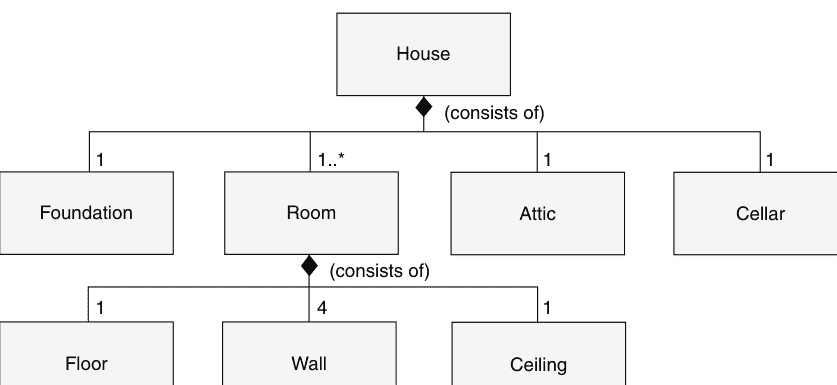 House
(consists of)
1
1..*
1
1
Foundation
Room
Attic
Cellar
(consists of)
1
4
1
Floor
Wall
Ceiling